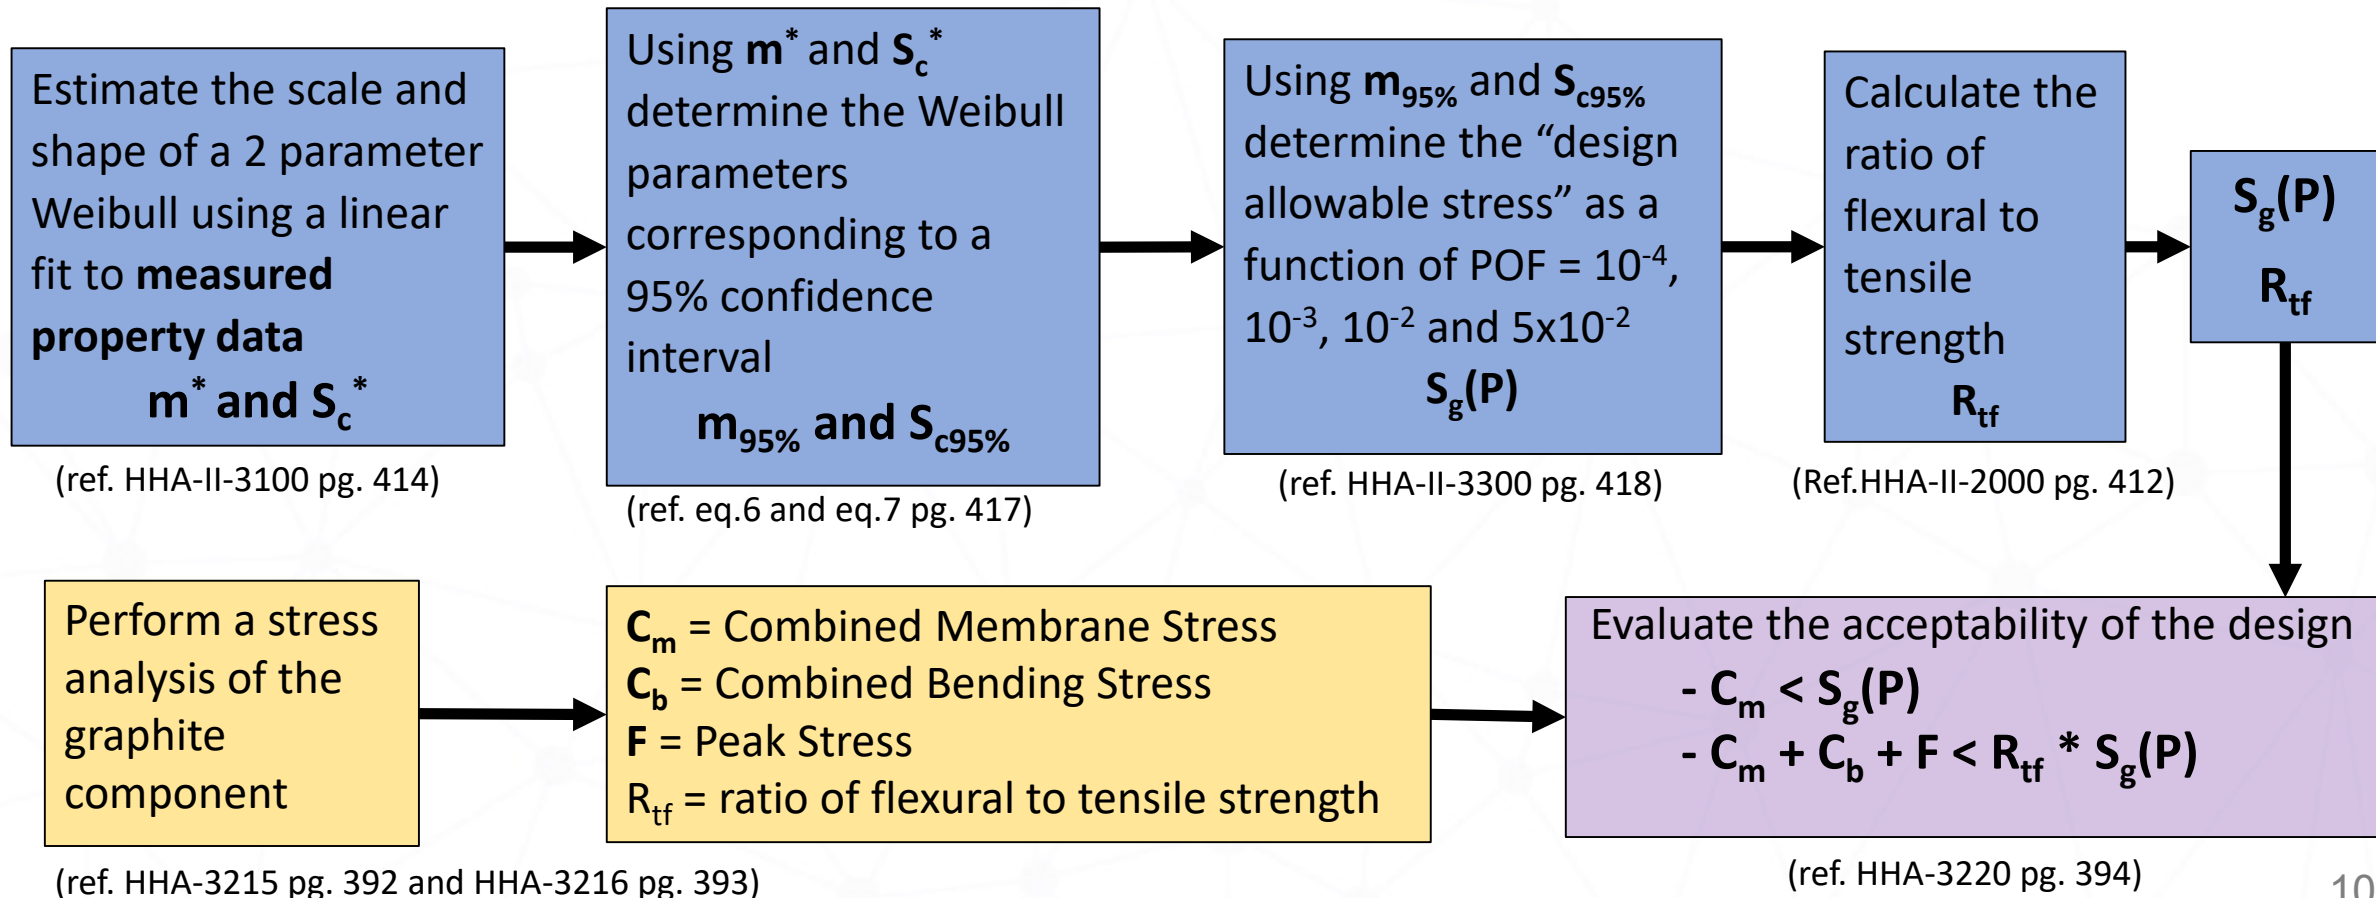 Estimate the scale and
shape of a 2 parameter
Weibull using a linear
fit to measured
property data
m* and Sc*
(ref. HHA-II-3100 pg. 414)
Using m* and Sc*
determine the Weibull
parameters
corresponding to a
95% confidence
interval
m95% and Sc95%
(ref. eq.6 and eq.7 pg. 417)
Using m95% and Sc95%
determine the “design
allowable stress” as a
function of POF = 10-4,
10-3, 10-2 and 5x10-2
Sg(P)
(ref. HHA-II-3300 pg. 418)
Calculate the
ratio of
flexural to
tensile
strength
Rtf
(Ref.HHA-II-2000 pg. 412)
Sg(P)
Rtf
Perform a stress
analysis of the
graphite
component
(ref. HHA-3215 pg. 392 and HHA-3216 pg. 393)
Cm = Combined Membrane Stress
Cb = Combined Bending Stress
F = Peak Stress
Rtf = ratio of flexural to tensile strength
Evaluate the acceptability of the design
- Cm < Sg(P)
- Cm + Cb + F < Rtf * Sg(P)
(ref. HHA-3220 pg. 394)
10